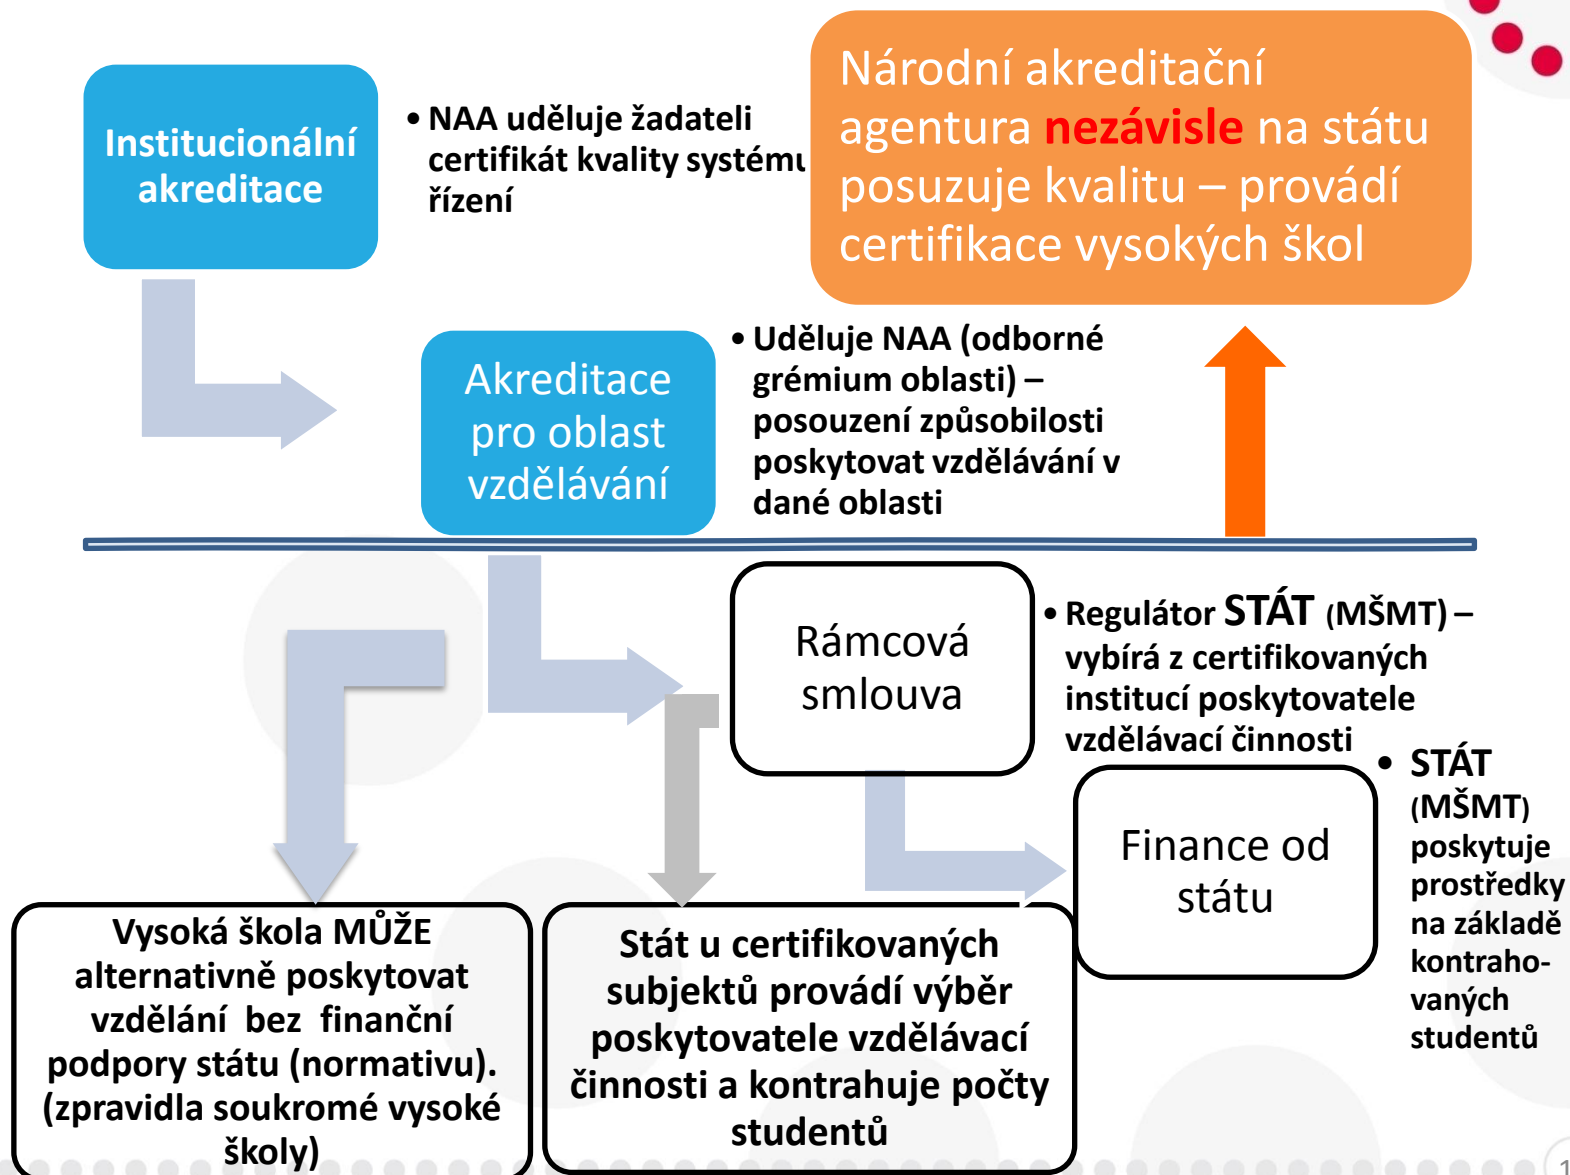 Institucionální
akreditace
• NAA uděluje žadateli
certifikát kvality systému
řízení
Národní akreditační
agentura nezávisle na státu
posuzuje kvalitu – provádí
certifikace vysokých škol
Akreditace
pro oblast
vzdělávání
• Uděluje NAA (odborné
grémium oblasti) –
posouzení způsobilosti
poskytovat vzdělávání v
dané oblasti
Rámcová
smlouva
• Regulátor STÁT (MŠMT) –
vybírá z certifikovaných
institucí poskytovatele
vzdělávací činnosti
Finance od
státu
• STÁT
(MŠMT)
poskytuje
prostředky
na základě
kontraho-
vaných
studentů
Vysoká škola MŮŽE
alternativně poskytovat
vzdělání bez finanční
podpory státu (normativu).
(zpravidla soukromé vysoké
školy)
Stát u certifikovaných
subjektů provádí výběr
poskytovatele vzdělávací
činnosti a kontrahuje počty
studentů